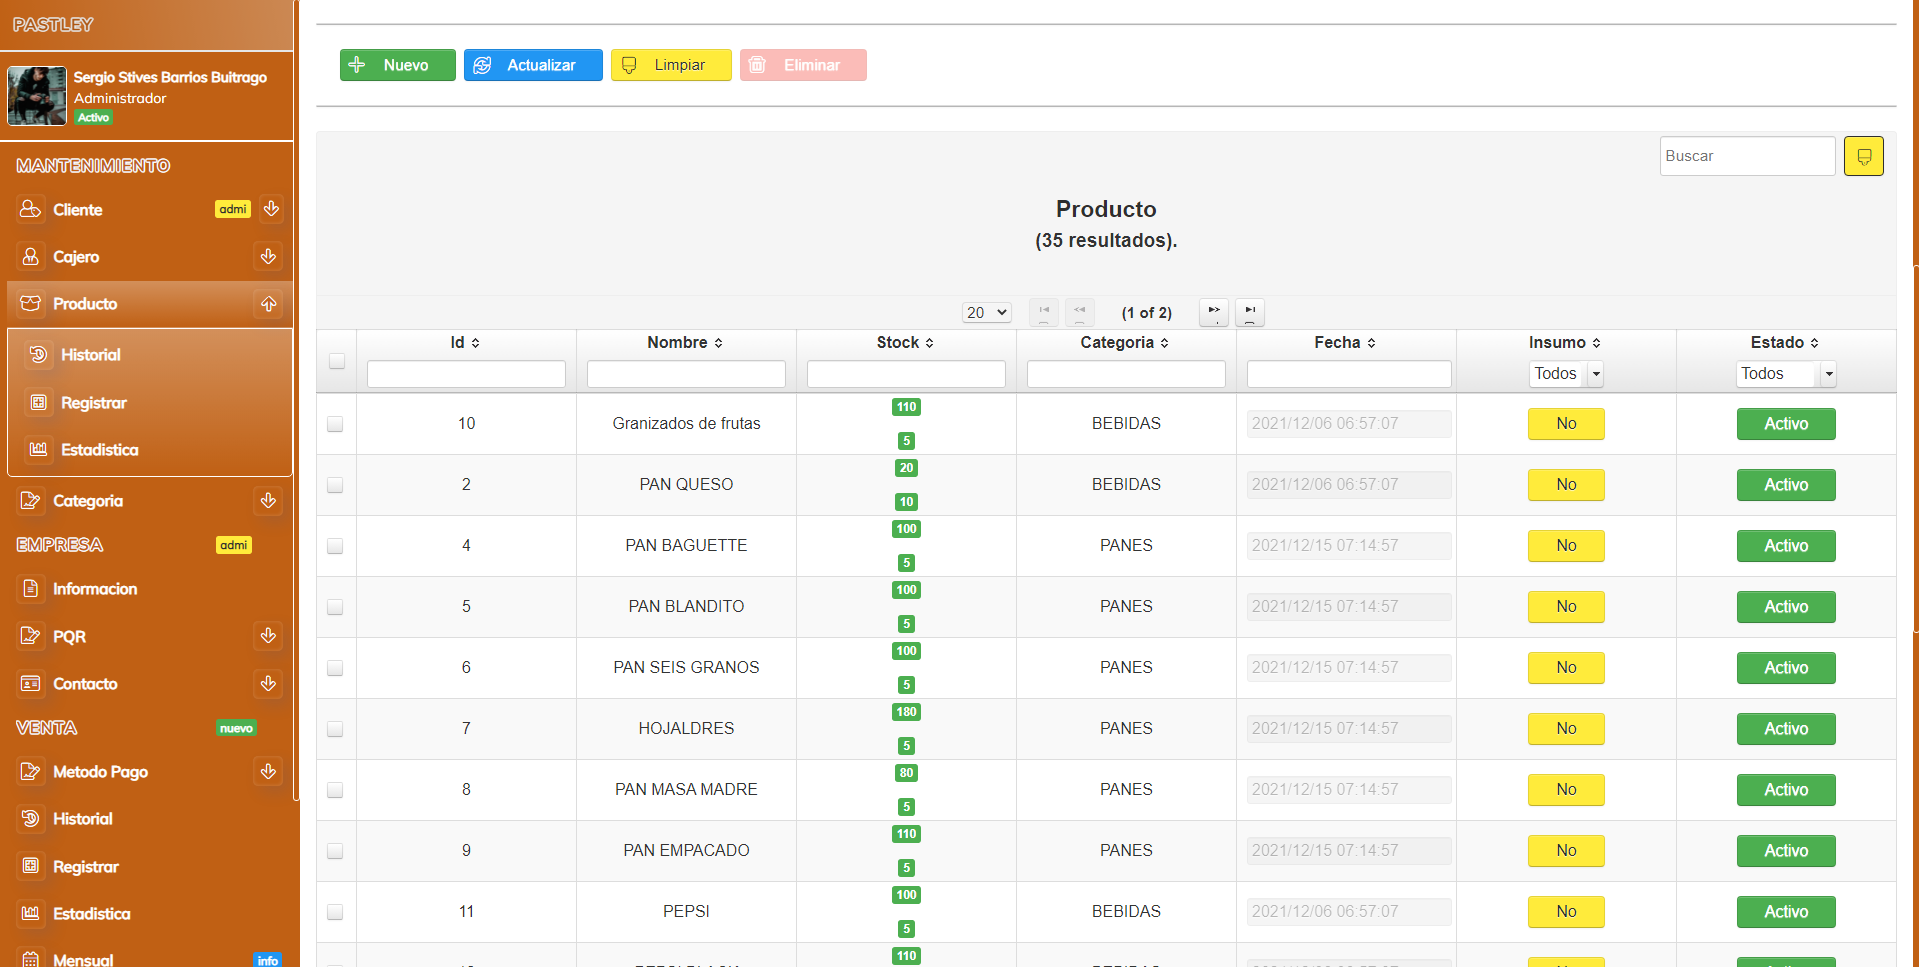 PASTLEY
Sergio Stives Barrios Buitrago
Administrador
Activo
MANTENIMIENTO
Cliente admi
Cajero
Producto
Historial
Registrar
Estadistica
Categoria
EMPRESA admi
Informacion
PQR
Contacto
VENTA nuevo
Metodo Pago
Historial
Registrar
Estadistica
Mensual info
Nuevo Actualizar Limpiar Eliminar
Buscar
Producto
(35 resultados).
20 (1 of 2)
Id Nombre Stock Categoria Fecha Insumo Estado
Todos Todos
10 Granizados de frutas 110 5 BEBIDAS 2021/12/06 06:57:07 No Activo
2 PAN QUESO 20 10 BEBIDAS 2021/12/06 06:57:07 No Activo
4 PAN BAGUETTE 100 5 PANES 2021/12/15 07:14:57 No Activo
5 PAN BLANDITO 100 5 PANES 2021/12/15 07:14:57 No Activo
6 PAN SEIS GRANOS 100 5 PANES 2021/12/15 07:14:57 No Activo
7 HOJALDRES 180 5 PANES 2021/12/15 07:14:57 No Activo
8 PAN MASA MADRE 80 5 PANES 2021/12/15 07:14:57 No Activo
9 PAN EMPACADO 110 5 PANES 2021/12/15 07:14:57 No Activo
11 PEPSI 100 5 BEBIDAS 2021/12/06 06:57:07 No Activo
110